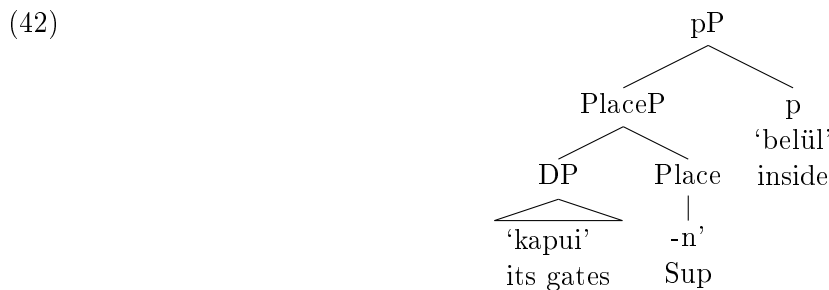 (42) pP
PlaceP p
‘belül’
DP Place inside
‘kapui’ -n’
its gates Sup